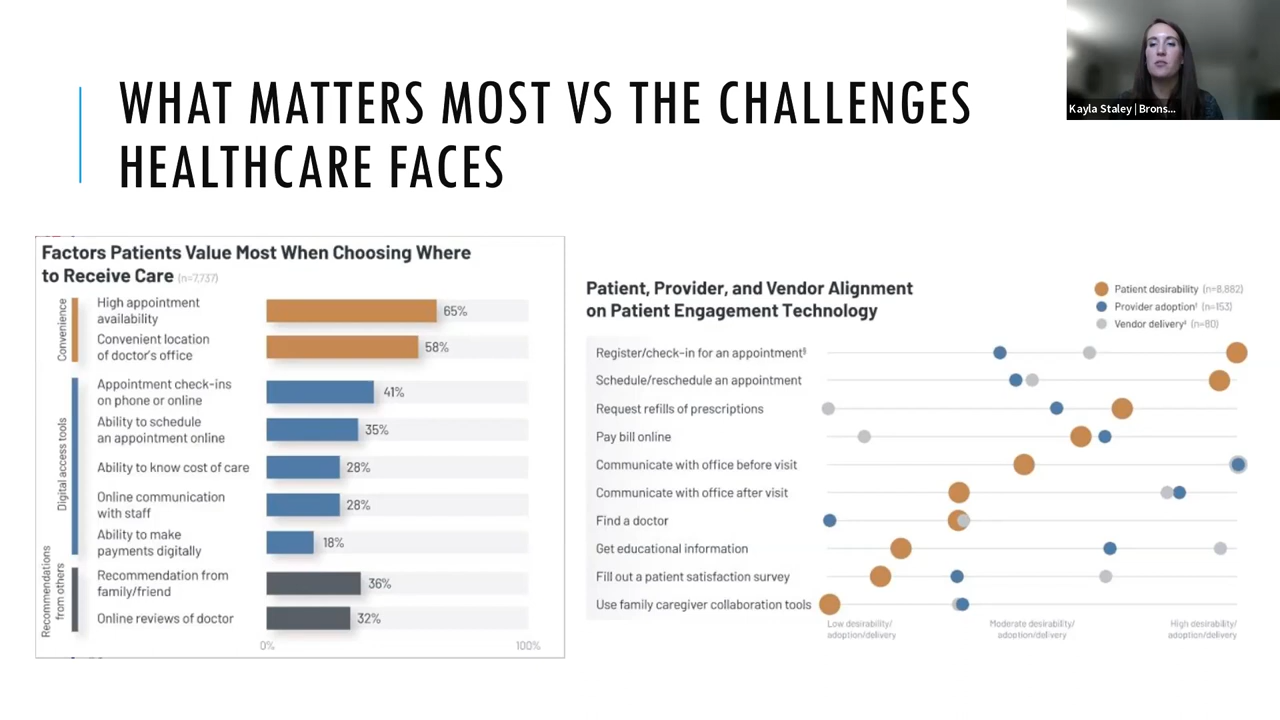 Kayla Staley | Brons...
WHAT MATTERS MOST VS THE CHALLENGES
HEALTHCARE FACES
Factors Patients Value Most When Choosing Where
to Receive Care (n=7,737)
Convenience
High appointment
availability
65%
Convenient location
of doctor's office
58%
Digital access tools
Appointment check-ins
on phone or online
41%
Ability to schedule
an appointment online
35%
Ability to know cost of care
28%
Online communication
with staff
28%
Ability to make
payments digitally
18%
Recommendations
from others
Recommendation from
family/friend
36%
Online reviews of doctor
32%
0%
100%
Patient, Provider, and Vendor Alignment
on Patient Engagement Technology
Patient desirability (n=8,882)
Provider adoption† (n=153)
Vendor delivery‡ (n=80)
Register/check-in for an appointment§
Schedule/reschedule an appointment
Request refills of prescriptions
Pay bill online
Communicate with office before visit
Communicate with office after visit
Find a doctor
Get educational information
Fill out a patient satisfaction survey
Use family caregiver collaboration tools
Low desirability/
adoption/delivery
Moderate desirability/
adoption/delivery
High desirability/
adoption/delivery